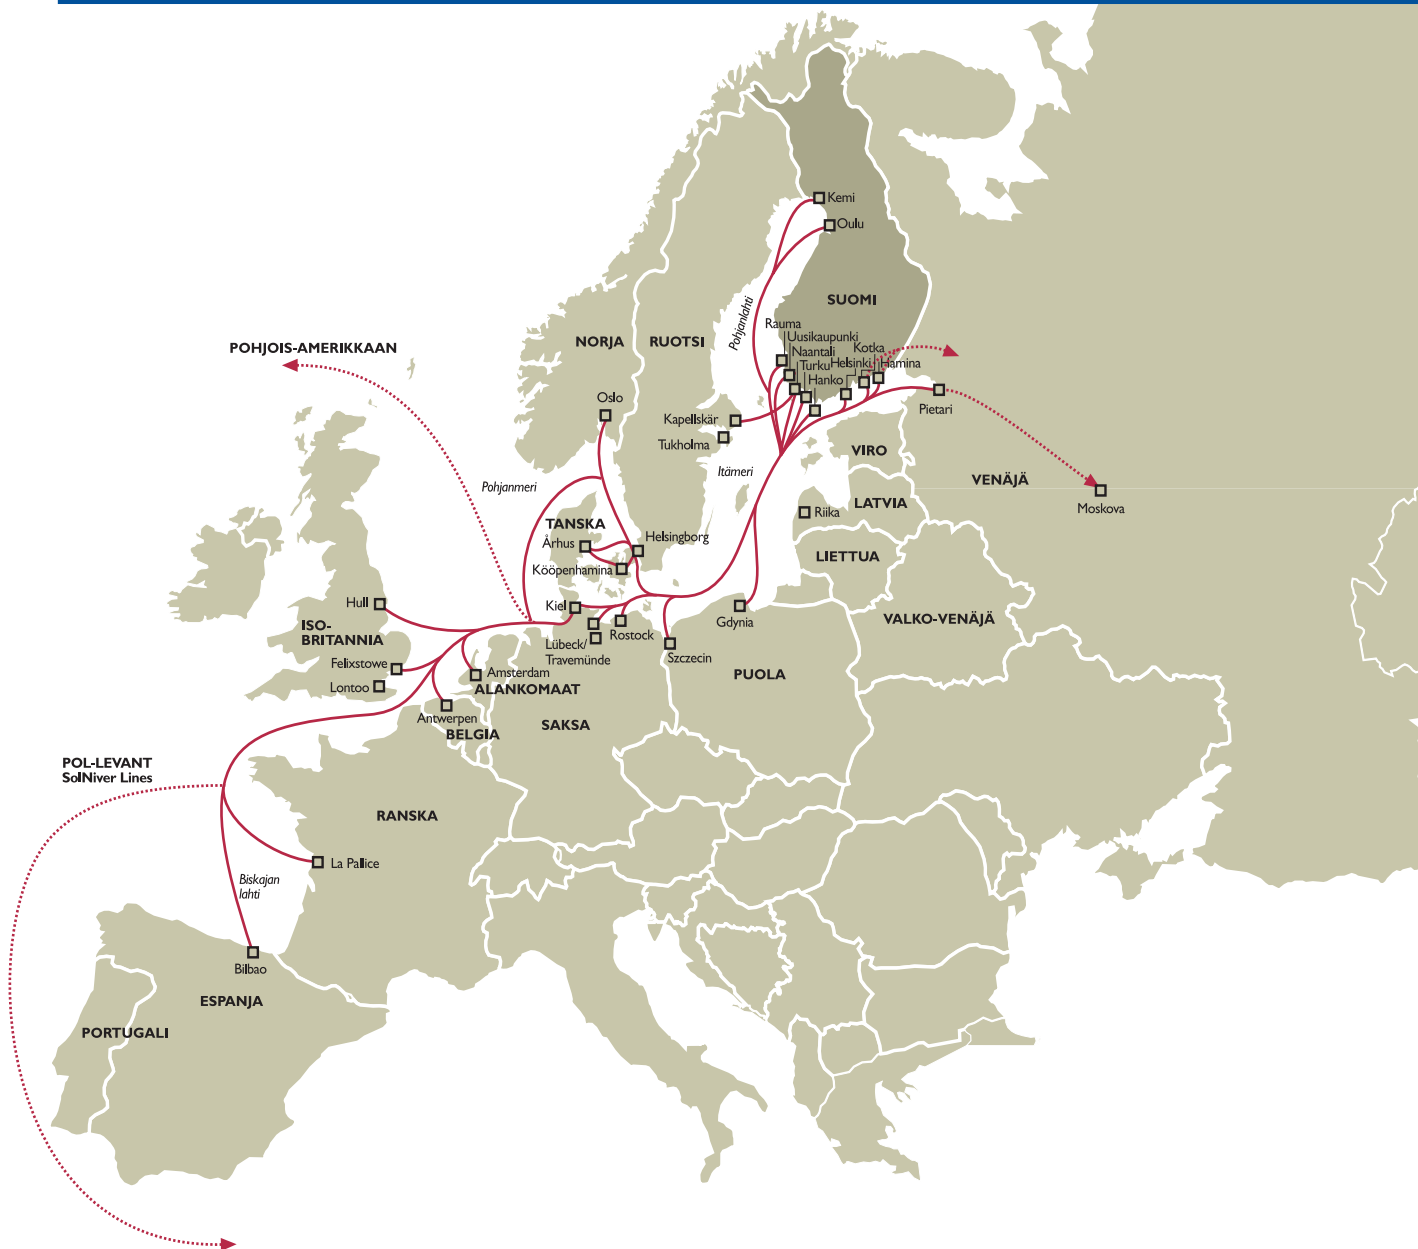 Kemi
Oulu
SUOMI
Pohjanlahti
Rauma
Uusikaupunki
Naantali
Turku
Hanko
Helsinki
Kotka
Hamina
POHJOIS-AMERIKKAAN
NORJA
RUOTSI
Oslo
Kapellskär
Tukholma
Pietari
VIRO
Itämeri
VENÄJÄ
Moskova
Pohjanmeri
LATVIA
Riika
TANSKA
Århus
Helsingborg
Kööpenhamina
LIETTUA
Hull
Kiel
ISO-
BRITANNIA
Lübeck/
Travemünde
Rostock
Gdynia
VALKO-VENÄJÄ
Szczecin
Felixstowe
Lontoo
Amsterdam
ALANKOMAAT
PUOLA
Antwerpen
BELGIA
SAKSA
POL-LEVANT
SolNiver Lines
RANSKA
La Pallice
Biskajan
lahti
Bilbao
ESPANJA
PORTUGALI